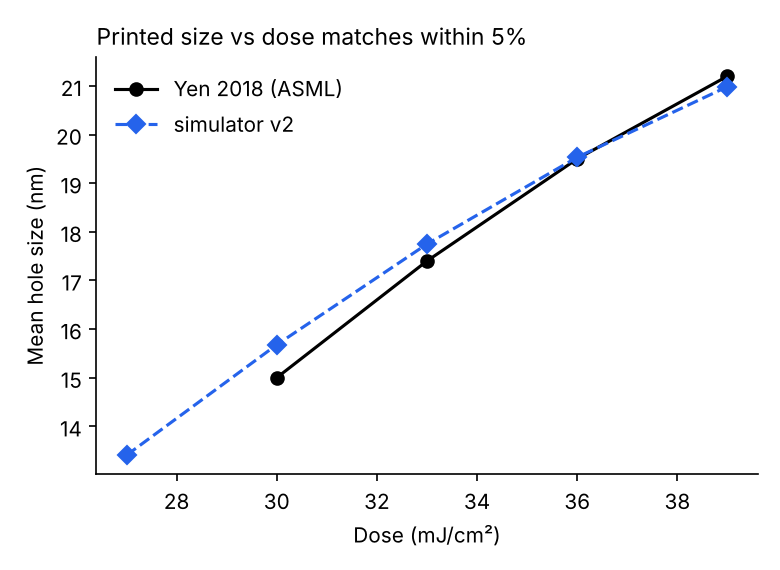 Printed size vs dose matches within 5%
Yen 2018 (ASML)
simulator v2
21
20
19
18
17
16
15
14
Mean hole size (nm)
28 30 32 34 36 38
Dose (mJ/cm²)